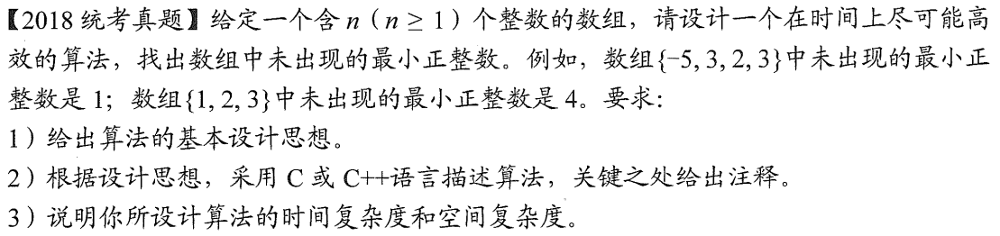 【2018 统考真题】给定一个含 n（n ≥ 1）个整数的数组，请设计一个在时间上尽可能高
效的算法，找出数组中未出现的最小正整数。例如，数组{-5, 3, 2, 3}中未出现的最小正
整数是 1；数组{1, 2, 3}中未出现的最小正整数是 4。要求：
1）给出算法的基本设计思想。
2）根据设计思想，采用 C 或 C++语言描述算法，关键之处给出注释。
3）说明你所设计算法的时间复杂度和空间复杂度。